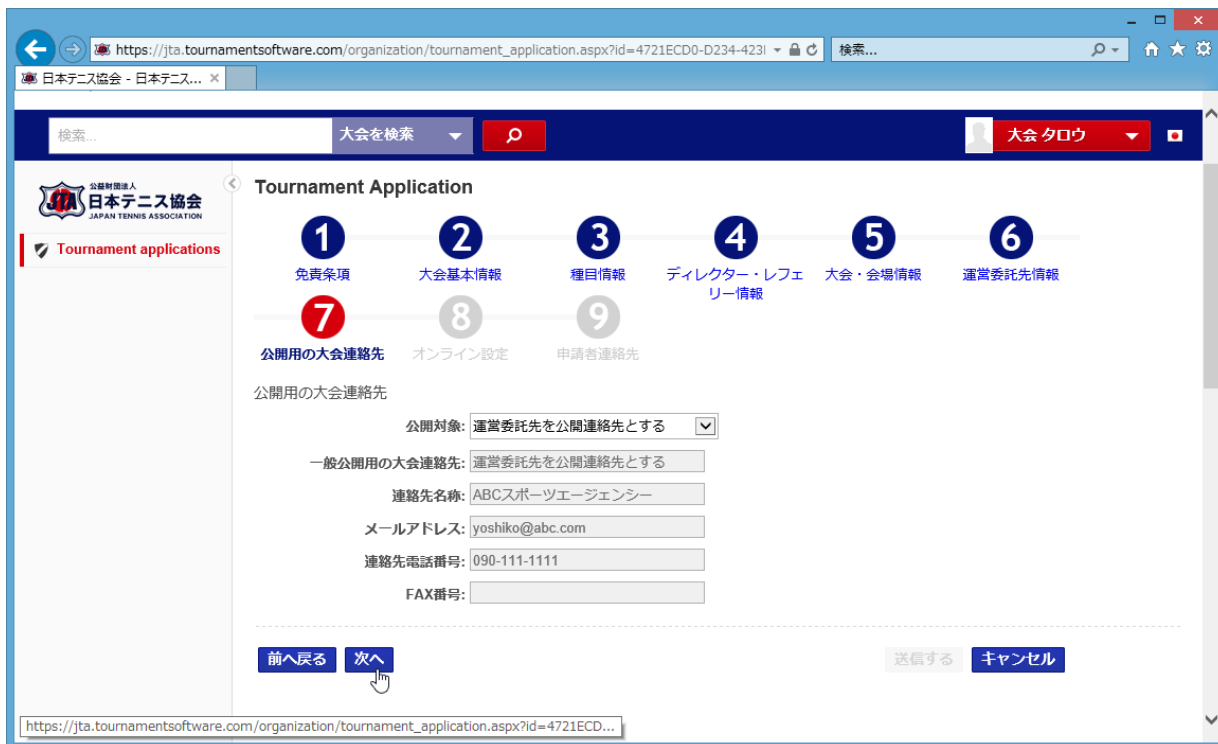 https://jta.tournamentsoftware.com/organization/tournament_application.aspx?id=4721ECD0-D234-423
検索...
日本テニス協会 - 日本テニス...
検索...
大会を検索
大会 タロウ
公益財団法人
日本テニス協会
JAPAN TENNIS ASSOCIATION
JTA
Tournament applications
Tournament Application
1
2
3
4
5
6
免責条項
大会基本情報
種目情報
ディレクター・レフェ
リー情報
大会・会場情報
運営委託先情報
7
8
9
公開用の大会連絡先
オンライン設定
申請者連絡先
公開用の大会連絡先
公開対象: 運営委託先を公開連絡先とする
一般公開用の大会連絡先: 運営委託先を公開連絡先とする
連絡先名称: ABCスポーツエージェンシー
メールアドレス: yoshiko@abc.com
連絡先電話番号: 090-111-1111
FAX番号:
前へ戻る
次へ
送信する
キャンセル
https://jta.tournamentsoftware.com/organization/tournament_application.aspx?id=4721ECD...